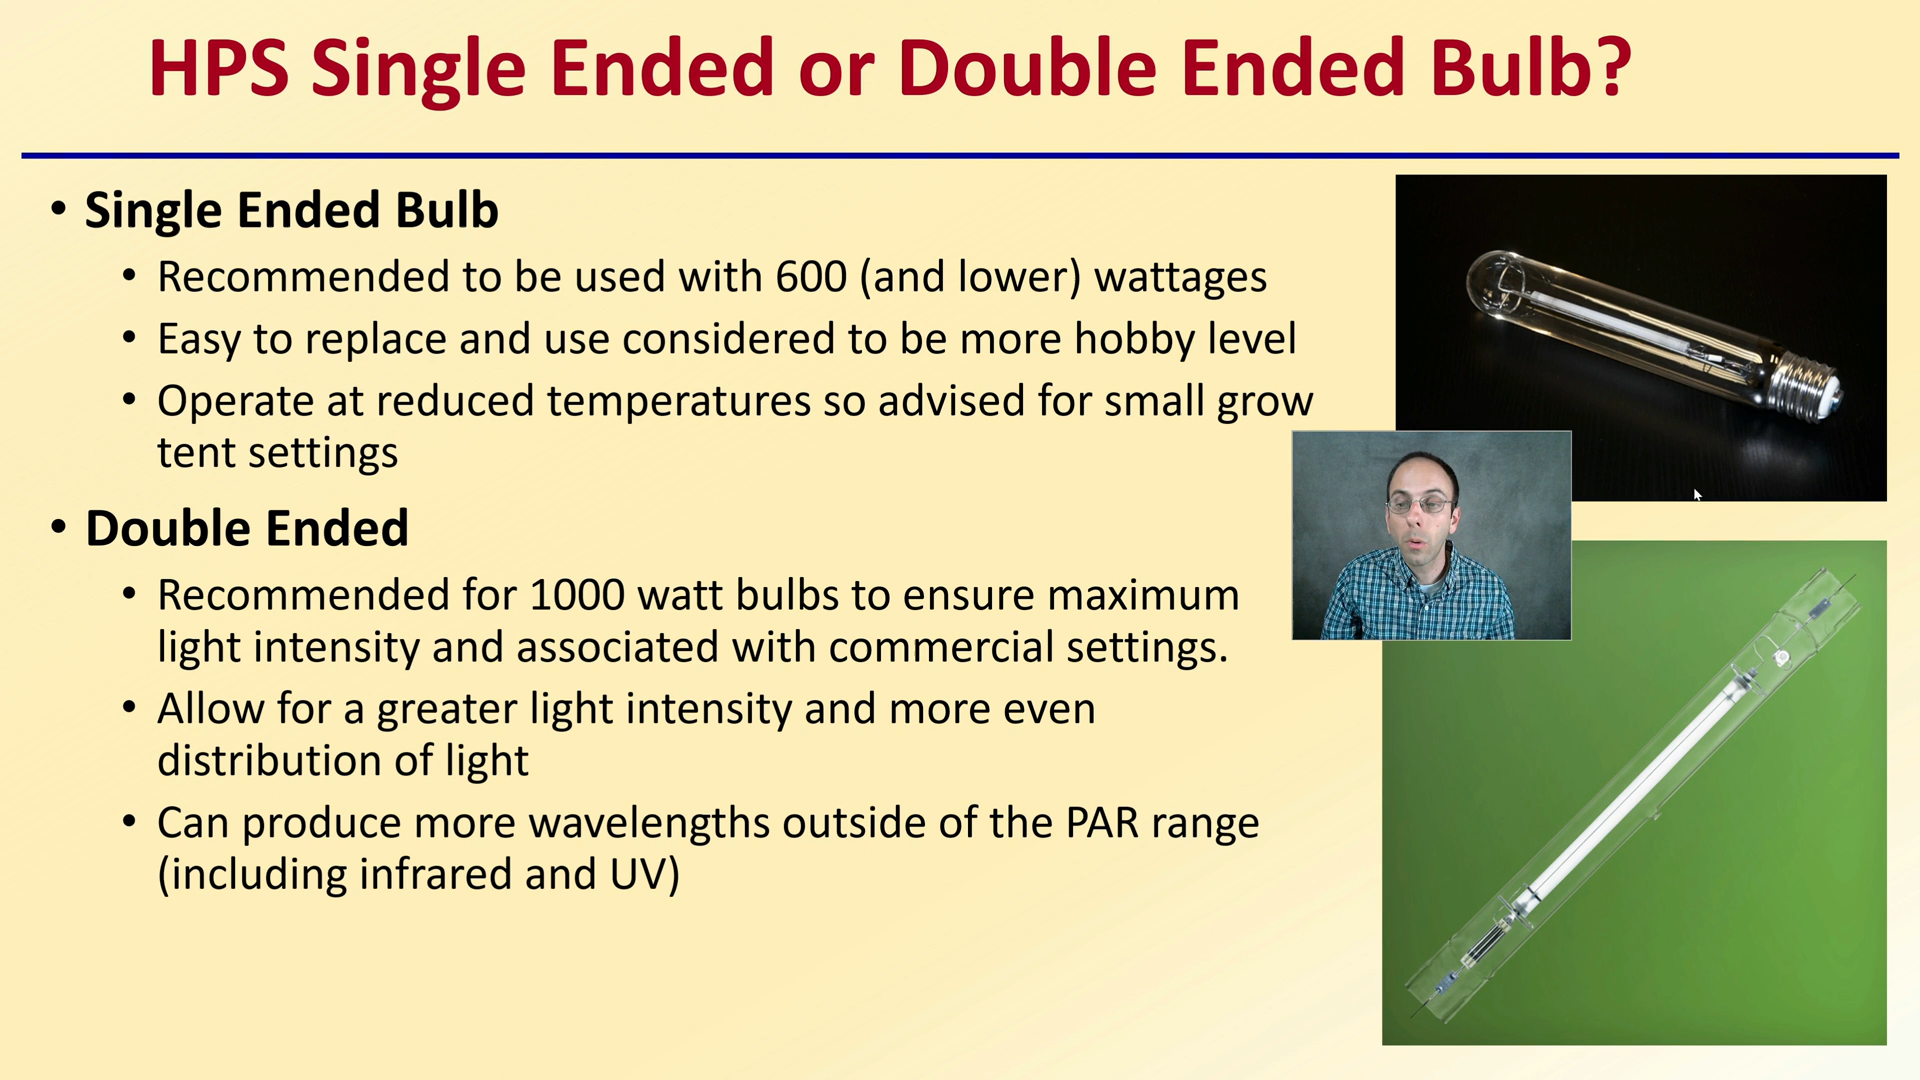 HPS Single Ended or Double Ended Bulb?
• Single Ended Bulb
• Recommended to be used with 600 (and lower) wattages
• Easy to replace and use considered to be more hobby level
• Operate at reduced temperatures so advised for small grow
tent settings
• Double Ended
• Recommended for 1000 watt bulbs to ensure maximum
light intensity and associated with commercial settings.
• Allow for a greater light intensity and more even
distribution of light
• Can produce more wavelengths outside of the PAR range
(including infrared and UV)